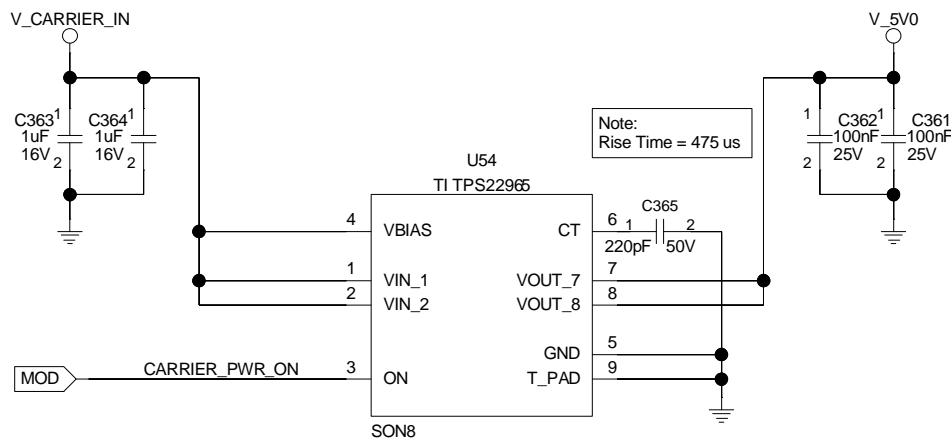 V_CARRIER_IN
V_5V0
C363
1
1uF
16V
2
C364
1
1uF
16V
2
Note:
Rise Time = 475 us
1
C362
100nF
2
25V
1
C361
100nF
2
25V
U54
TI TPS22965
4
VBIAS
CT
6
1
C365
2
220pF
50V
1
VIN_1
VOUT_7
7
2
VIN_2
VOUT_8
8
GND
5
MOD
CARRIER_PWR_ON
3
ON
T_PAD
9
SON8